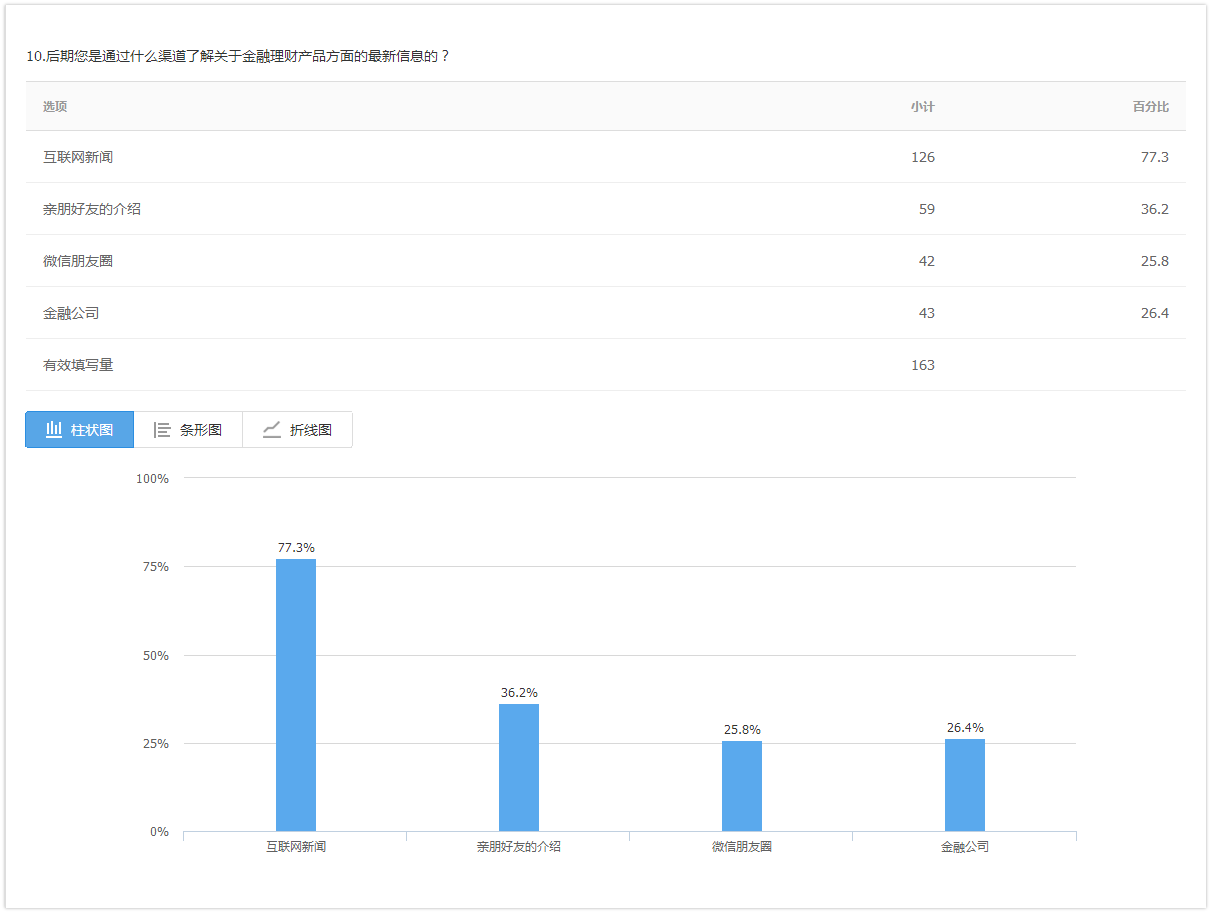 10.后期您是通过什么渠道了解关于金融理财产品方面的最新信息的？
选项 小计 百分比
互联网新闻 126 77.3
亲朋好友的介绍 59 36.2
微信朋友圈 42 25.8
金融公司 43 26.4
有效填写量 163
柱状图 条形图 折线图
100%
77.3%
75%
50%
36.2%
25.8%
26.4%
25%
0%
互联网新闻 亲朋好友的介绍 微信朋友圈 金融公司